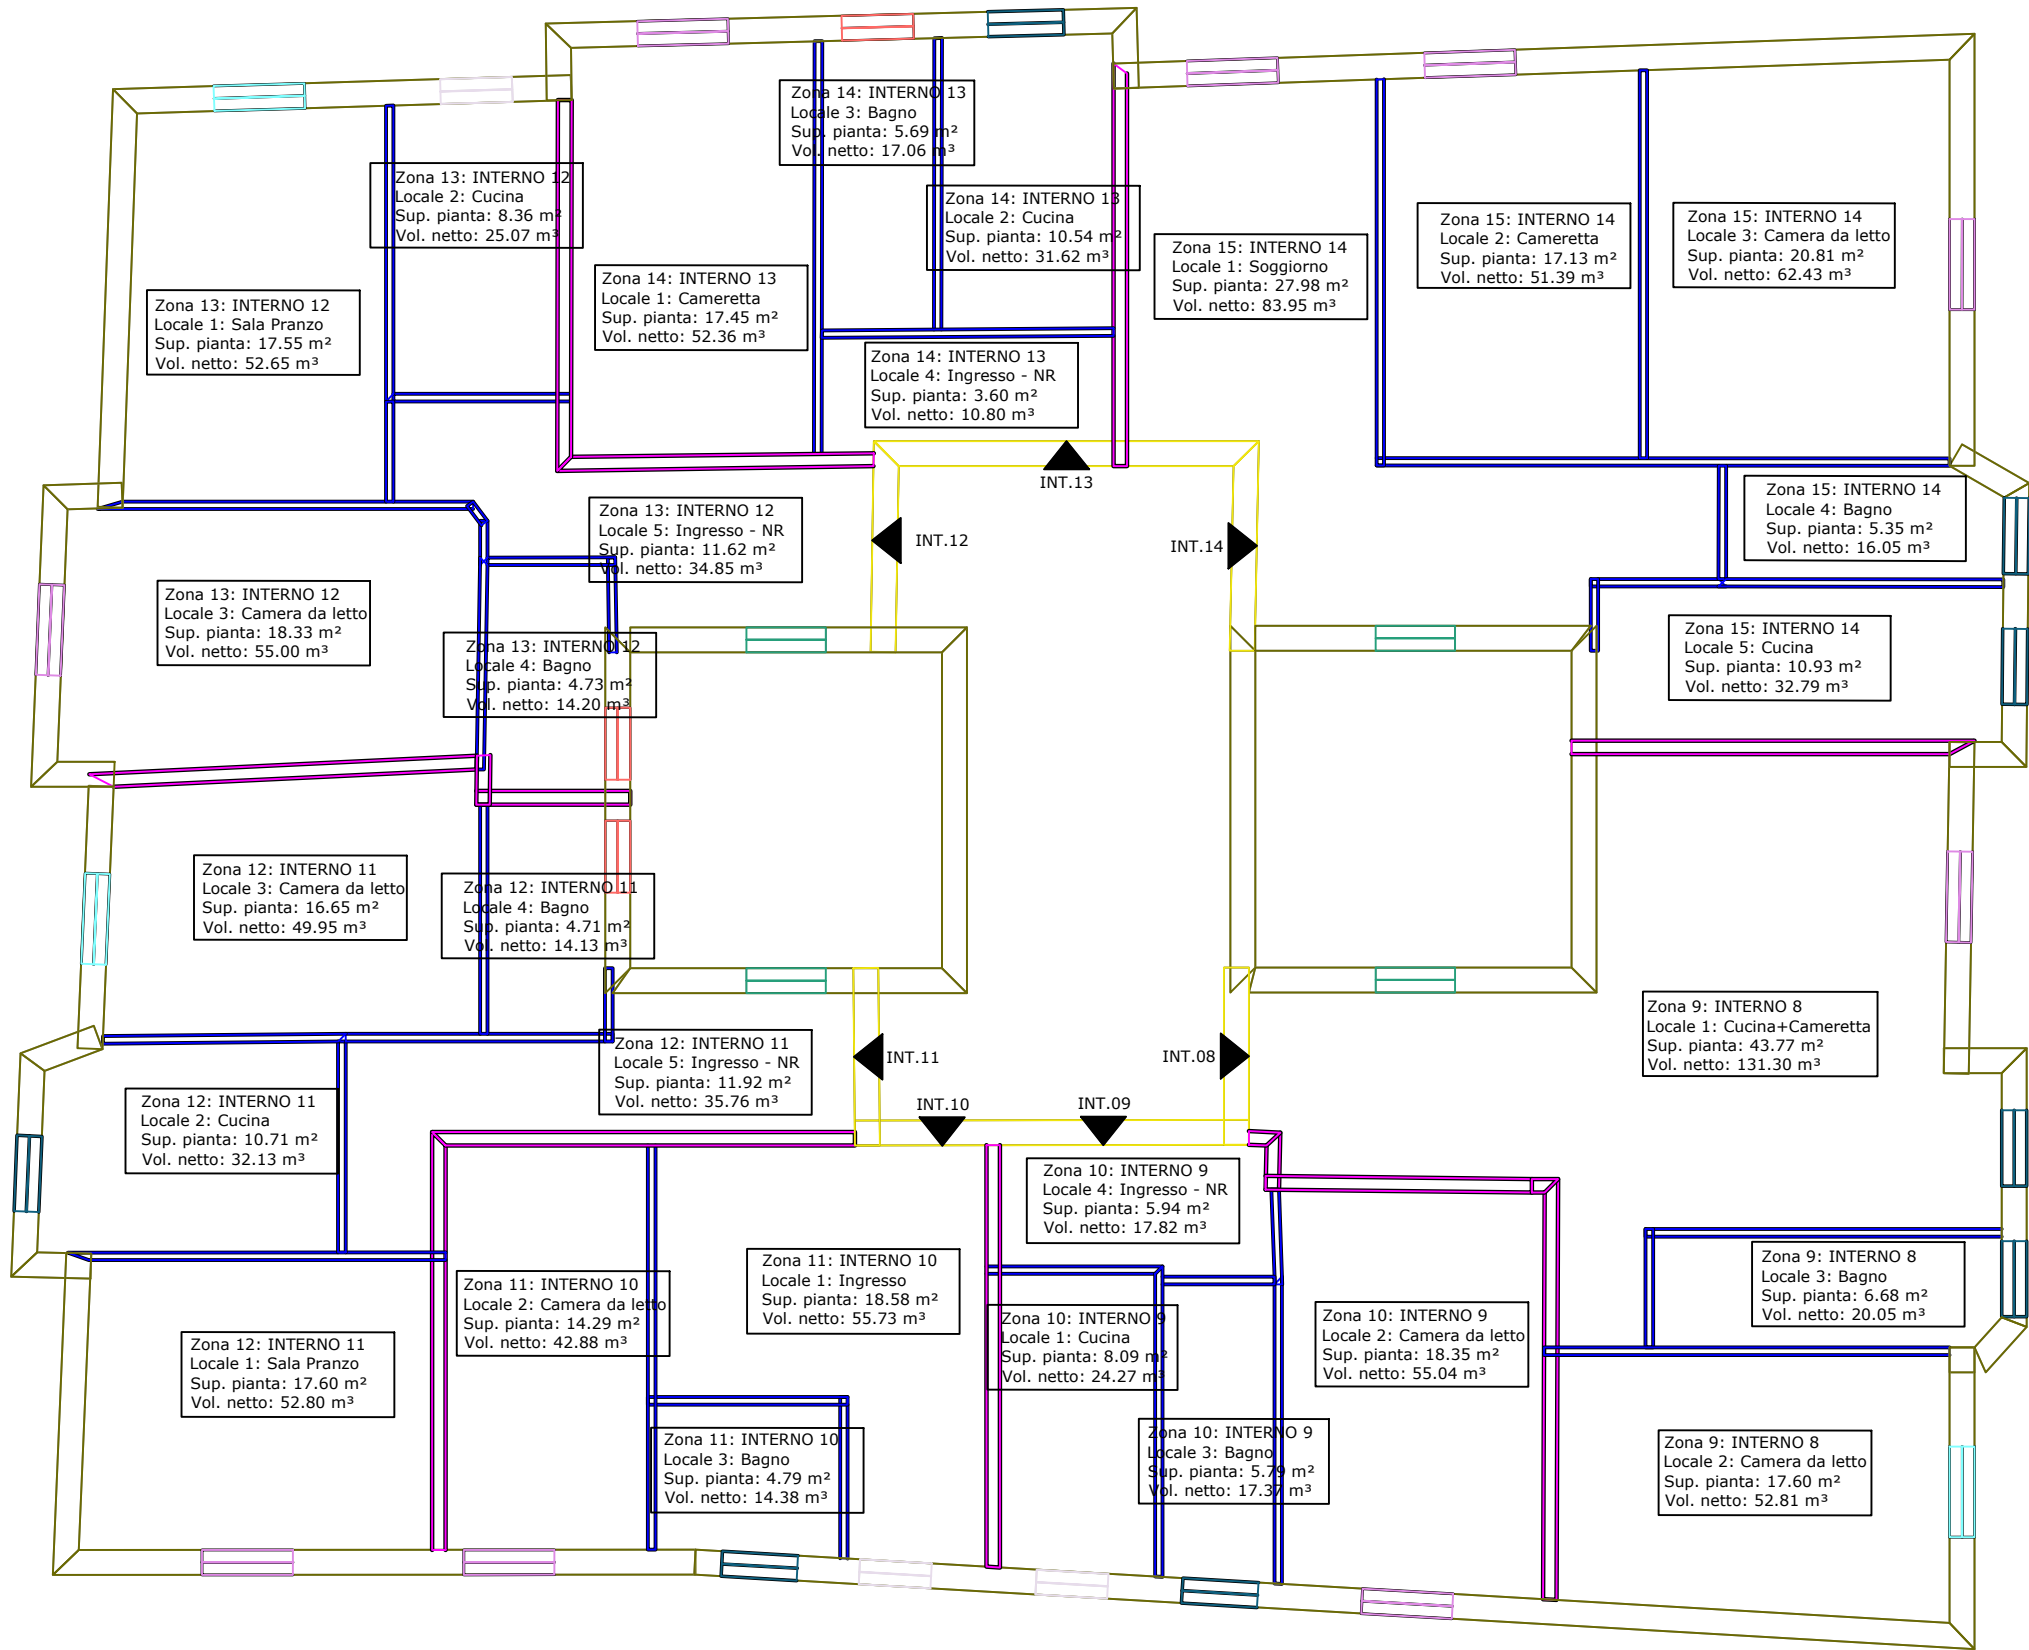 Zona 14: INTERNO 13
Locale 3: Bagno
Sup. pianta: 5.69 m²
Vol. netto: 17.06 m³
Zona 13: INTERNO 12
Locale 2: Cucina
Sup. pianta: 8.36 m²
Vol. netto: 25.07 m³
Zona 14: INTERNO 13
Locale 2: Cucina
Sup. pianta: 10.54 m²
Vol. netto: 31.62 m³
Zona 15: INTERNO 14
Locale 1: Soggiorno
Sup. pianta: 27.98 m²
Vol. netto: 83.95 m³
Zona 15: INTERNO 14
Locale 2: Cameretta
Sup. pianta: 17.13 m²
Vol. netto: 51.39 m³
Zona 15: INTERNO 14
Locale 3: Camera da letto
Sup. pianta: 20.81 m²
Vol. netto: 62.43 m³
Zona 13: INTERNO 12
Locale 1: Sala Pranzo
Sup. pianta: 17.55 m²
Vol. netto: 52.65 m³
Zona 14: INTERNO 13
Locale 1: Cameretta
Sup. pianta: 17.45 m²
Vol. netto: 52.36 m³
Zona 14: INTERNO 13
Locale 4: Ingresso - NR
Sup. pianta: 3.60 m²
Vol. netto: 10.80 m³
INT.13
Zona 13: INTERNO 12
Locale 5: Ingresso - NR
Sup. pianta: 11.62 m²
Vol. netto: 34.85 m³
INT.12
INT.14
Zona 15: INTERNO 14
Locale 4: Bagno
Sup. pianta: 5.35 m²
Vol. netto: 16.05 m³
Zona 13: INTERNO 12
Locale 3: Camera da letto
Sup. pianta: 18.33 m²
Vol. netto: 55.00 m³
Zona 13: INTERNO 12
Locale 4: Bagno
Sup. pianta: 4.73 m²
Vol. netto: 14.20 m³
Zona 15: INTERNO 14
Locale 5: Cucina
Sup. pianta: 10.93 m²
Vol. netto: 32.79 m³
Zona 12: INTERNO 11
Locale 3: Camera da letto
Sup. pianta: 16.65 m²
Vol. netto: 49.95 m³
Zona 12: INTERNO 11
Locale 4: Bagno
Sup. pianta: 4.71 m²
Vol. netto: 14.13 m³
Zona 9: INTERNO 8
Locale 1: Cucina+Cameretta
Sup. pianta: 43.77 m²
Vol. netto: 131.30 m³
Zona 12: INTERNO 11
Locale 5: Ingresso - NR
Sup. pianta: 11.92 m²
Vol. netto: 35.76 m³
INT.11
INT.08
INT.10
INT.09
Zona 12: INTERNO 11
Locale 2: Cucina
Sup. pianta: 10.71 m²
Vol. netto: 32.13 m³
Zona 10: INTERNO 9
Locale 4: Ingresso - NR
Sup. pianta: 5.94 m²
Vol. netto: 17.82 m³
Zona 11: INTERNO 10
Locale 2: Camera da letto
Sup. pianta: 14.29 m²
Vol. netto: 42.88 m³
Zona 11: INTERNO 10
Locale 1: Ingresso
Sup. pianta: 18.58 m²
Vol. netto: 55.73 m³
Zona 9: INTERNO 8
Locale 3: Bagno
Sup. pianta: 6.68 m²
Vol. netto: 20.05 m³
Zona 12: INTERNO 11
Locale 1: Sala Pranzo
Sup. pianta: 17.60 m²
Vol. netto: 52.80 m³
Zona 10: INTERNO 9
Locale 1: Cucina
Sup. pianta: 8.09 m²
Vol. netto: 24.27 m³
Zona 10: INTERNO 9
Locale 2: Camera da letto
Sup. pianta: 18.35 m²
Vol. netto: 55.04 m³
Zona 11: INTERNO 10
Locale 3: Bagno
Sup. pianta: 4.79 m²
Vol. netto: 14.38 m³
Zona 10: INTERNO 9
Locale 3: Bagno
Sup. pianta: 5.79 m²
Vol. netto: 17.37 m³
Zona 9: INTERNO 8
Locale 2: Camera da letto
Sup. pianta: 17.60 m²
Vol. netto: 52.81 m³